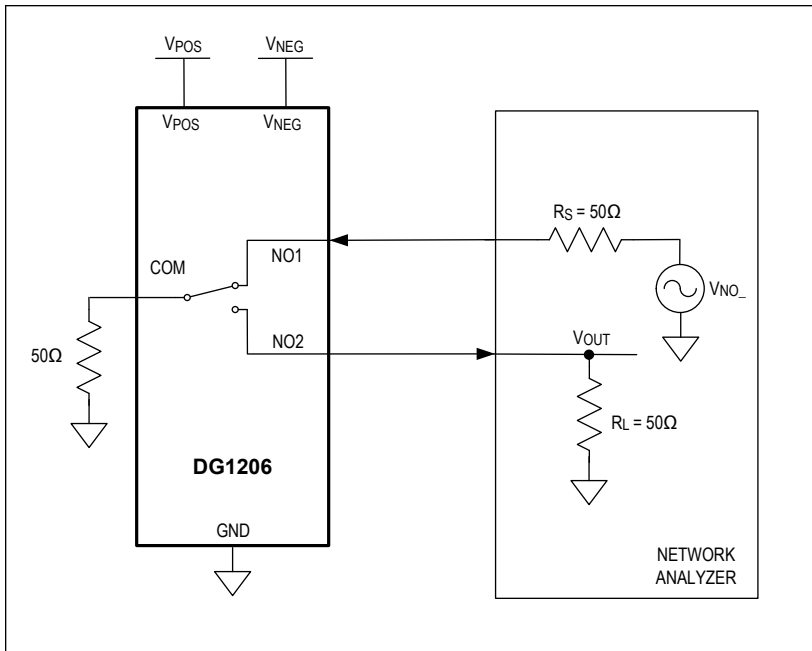 VPOS
VNEG
VPOS
VNEG
RS = 50Ω
NO1
COM
VNO_
NO2
VOUT
50Ω
RL = 50Ω
DG1206
GND
NETWORK
ANALYZER